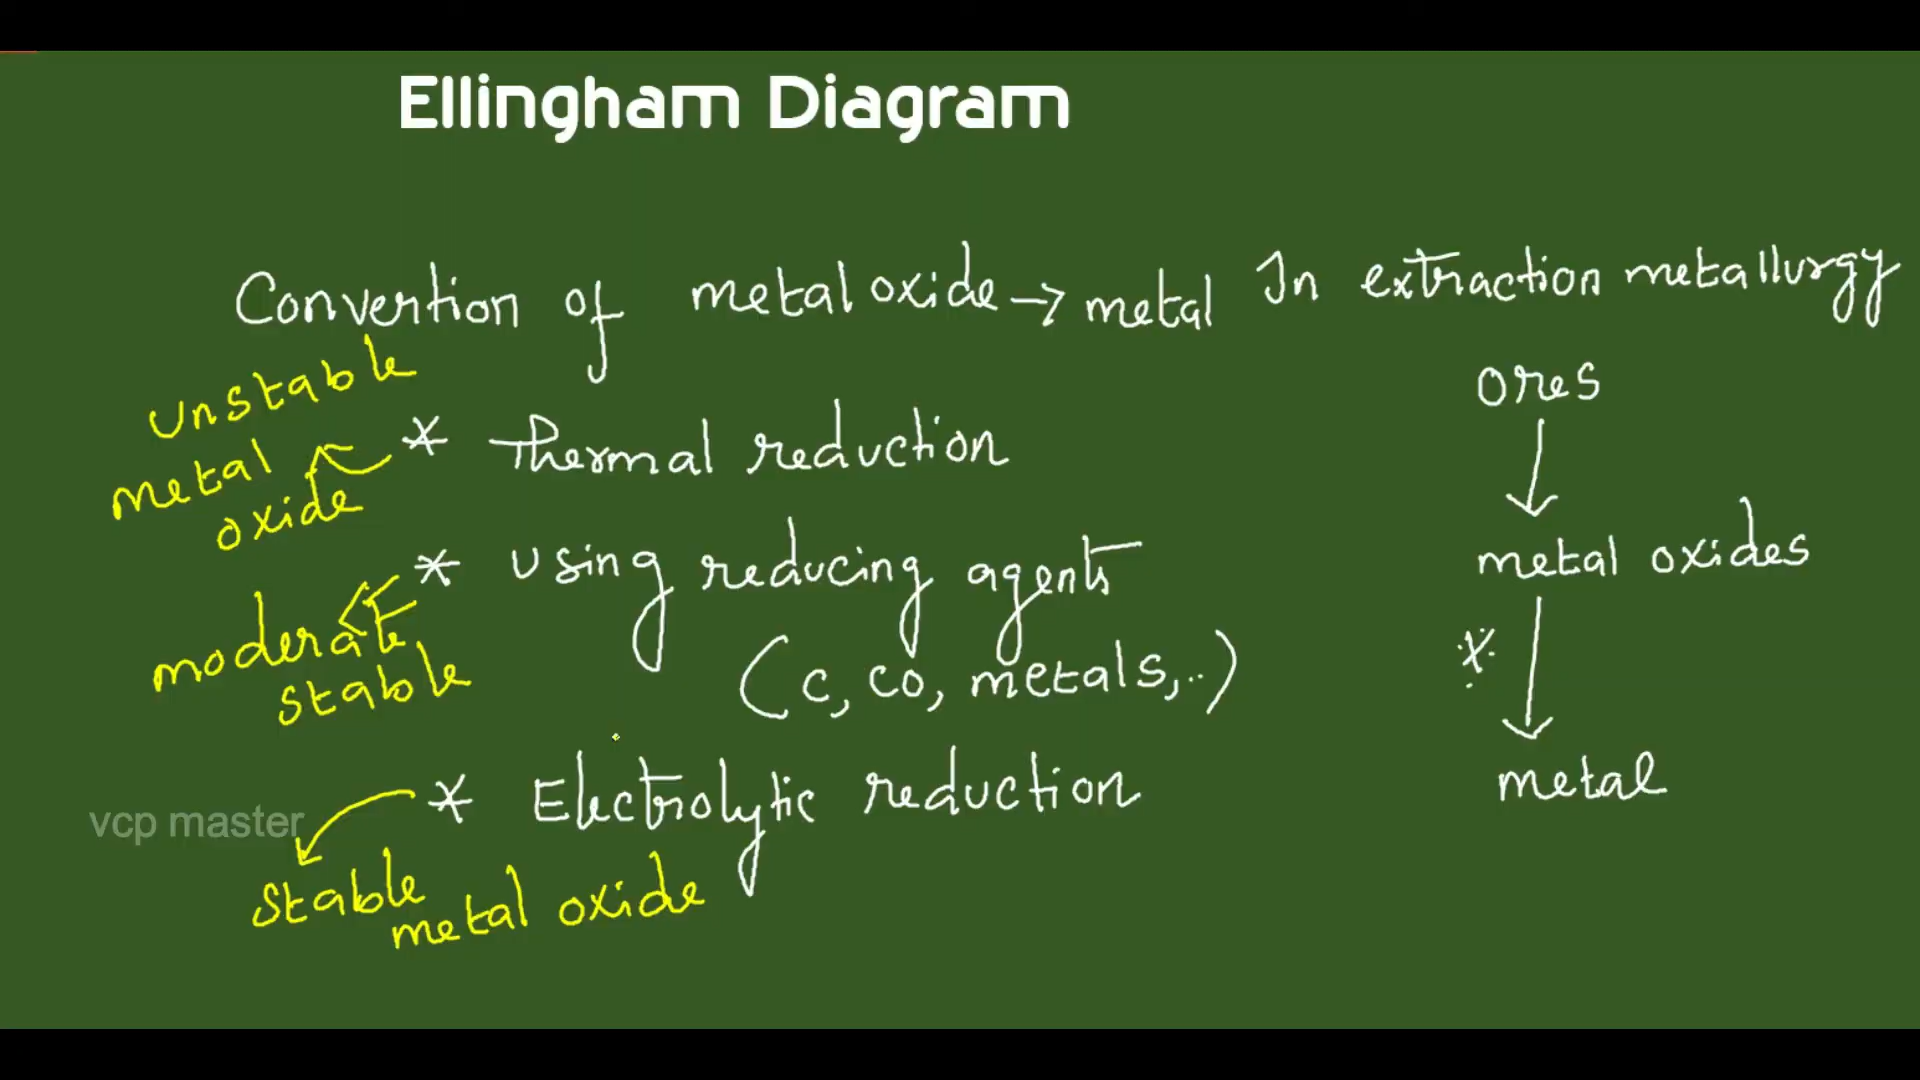 Ellingham Diagram
Convertion of metal oxide → metal In extraction metallurgy
unstable
metal
oxide
* Thermal reduction
ores
* using reducing agents
metal oxides
moderate
stable
(C, CO, metals,..)
*
* Electrolytic reduction
metal
vcp master
stable
metal oxide